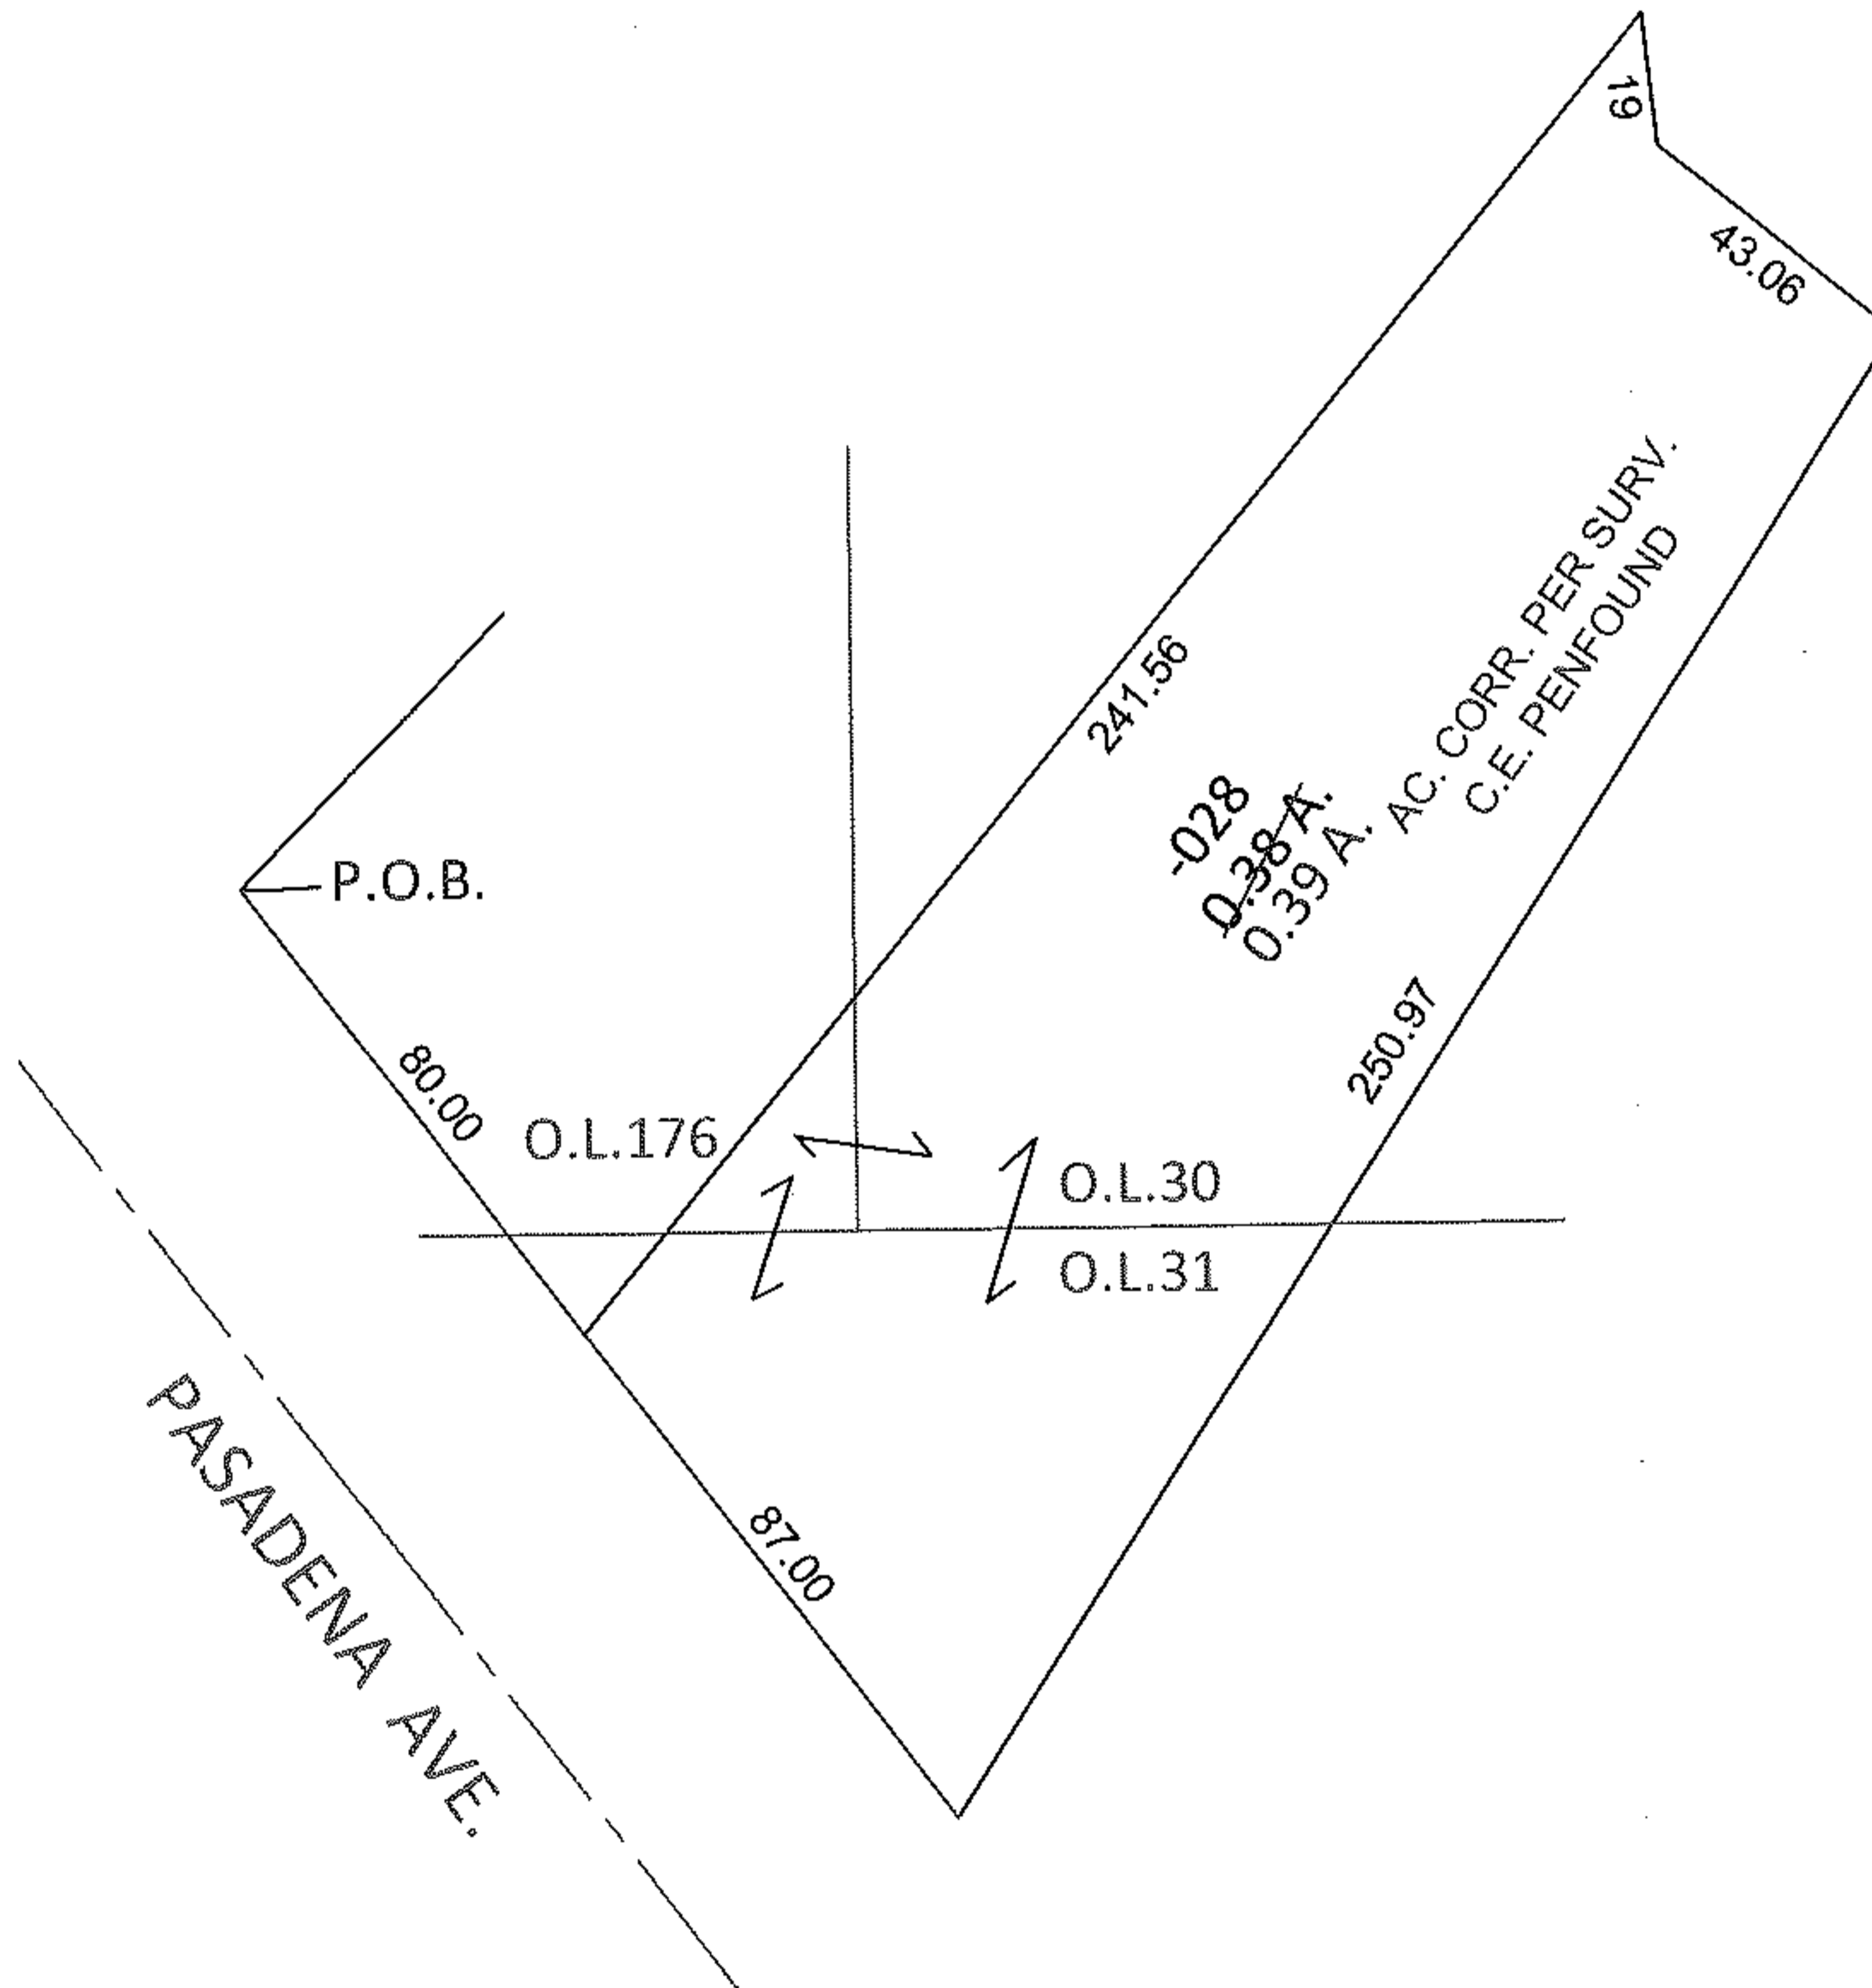 19
43.06
241.56
-028
0.38 A.
0.39 A. AC. CORR. PER SURV.
C.E. PENFOUND
P.O.B.
250.97
80.00
O.L.176
O.L.30
O.L.31
PASADENA AVE.
87.00